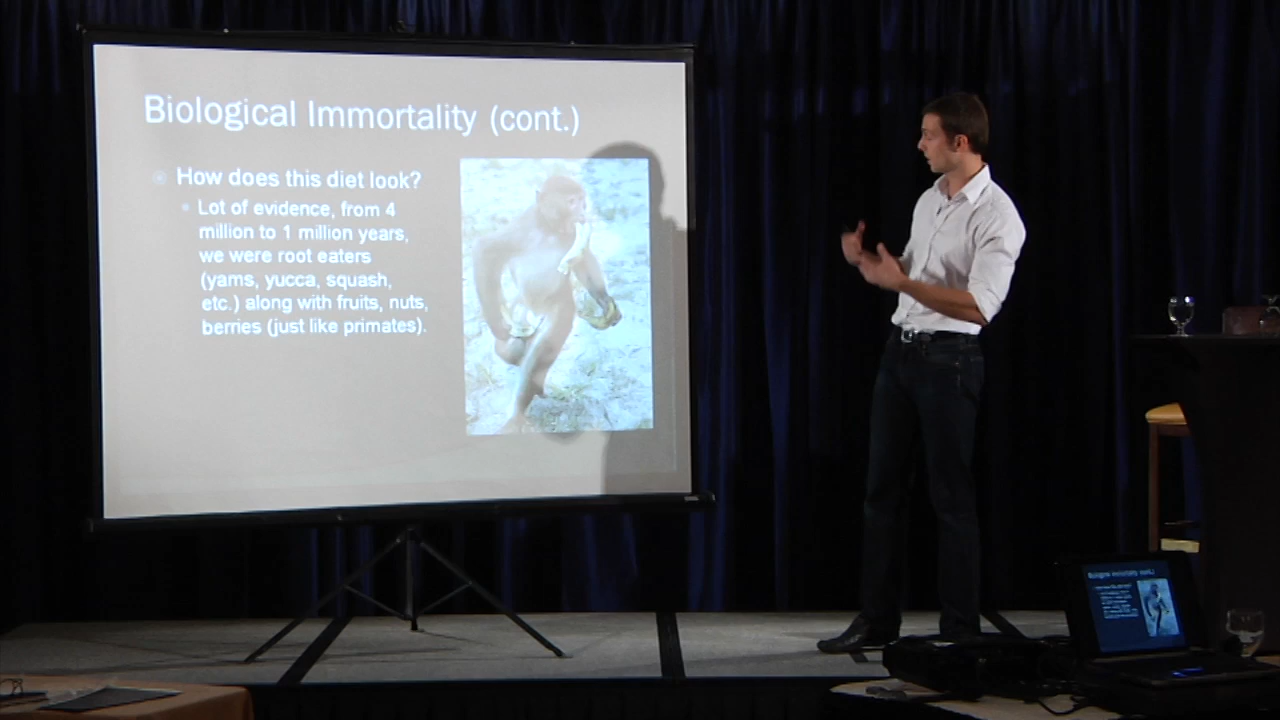 Biological Immortality (cont.)
How does this diet look?
Lot of evidence, from 4
million to 1 million years,
we were root eaters
(yams, yucca, squash,
etc.) along with fruits, nuts,
berries (just like primates).